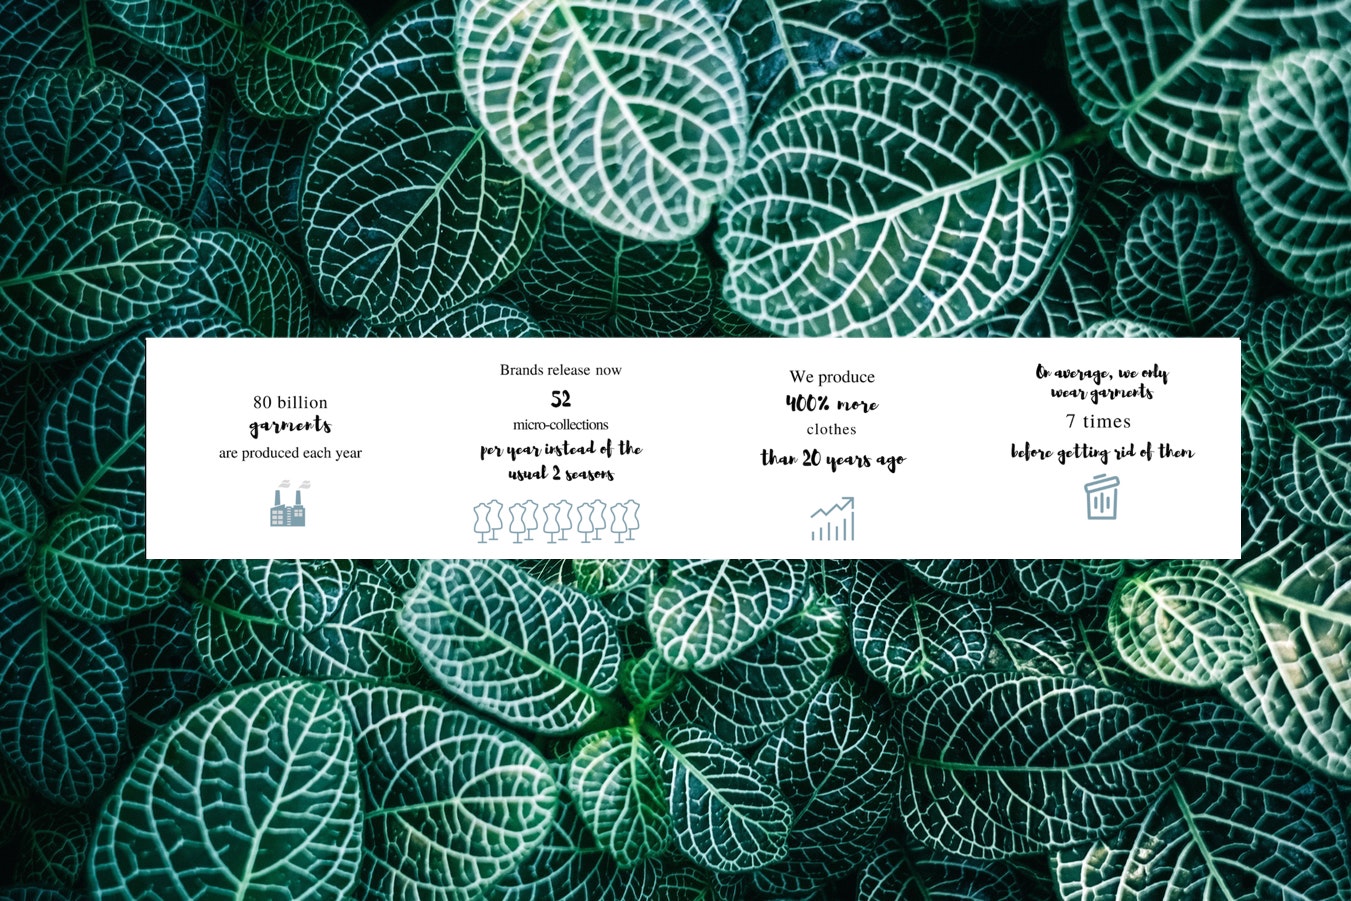 80 billion
garments
are produced each year
Brands release now
52
micro-collections
per year instead of the
usual 2 seasons
We produce
400% more
clothes
than 20 years ago
On average, we only
wear garments
7 times
before getting rid of them